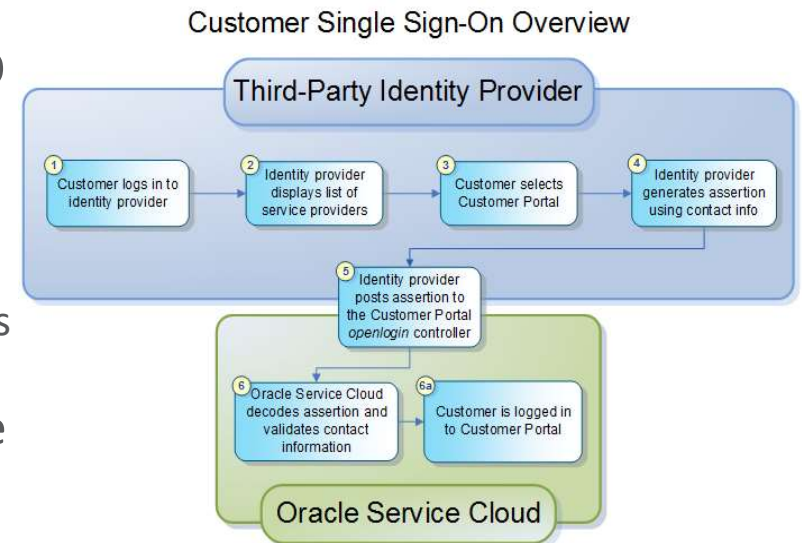 Customer Single Sign-On Overview
Third-Party Identity Provider
1
Customer logs in to
identity provider
2
Identity provider
displays list of
service providers
3
Customer selects
Customer Portal
4
Identity provider
generates assertion
using contact info
5
Identity provider
posts assertion to
the Customer Portal
openlogin controller
6
Oracle Service Cloud
decodes assertion and
validates contact
information
6a
Customer is logged in
to Customer Portal
Oracle Service Cloud